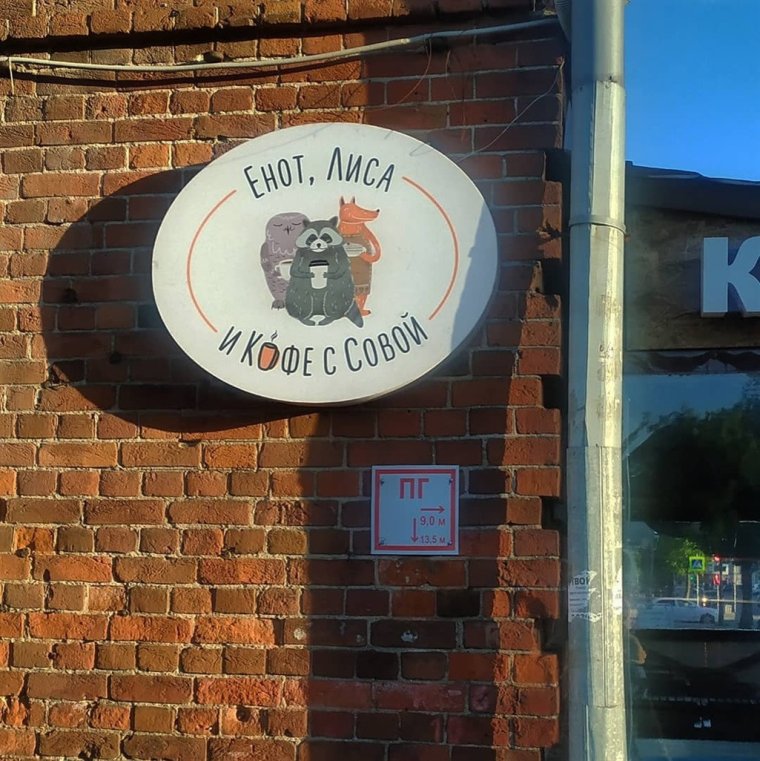 Енот, Лиса
и Кофе с Совой
К
ПГ
9.0 м
13,5 м